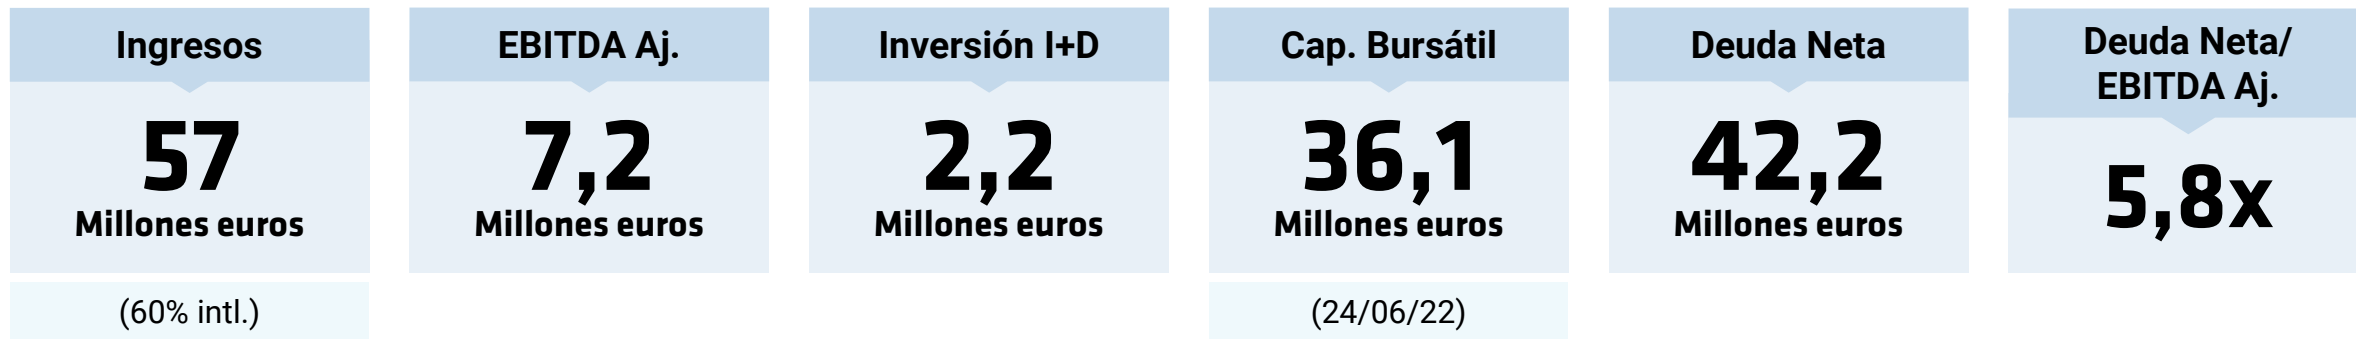 Ingresos
57
Millones euros
(60% intl.)
EBITDA Aj.
7,2
Millones euros
Inversión I+D
2,2
Millones euros
Cap. Bursátil
36,1
Millones euros
(24/06/22)
Deuda Neta
42,2
Millones euros
Deuda Neta/
EBITDA Aj.
5,8x